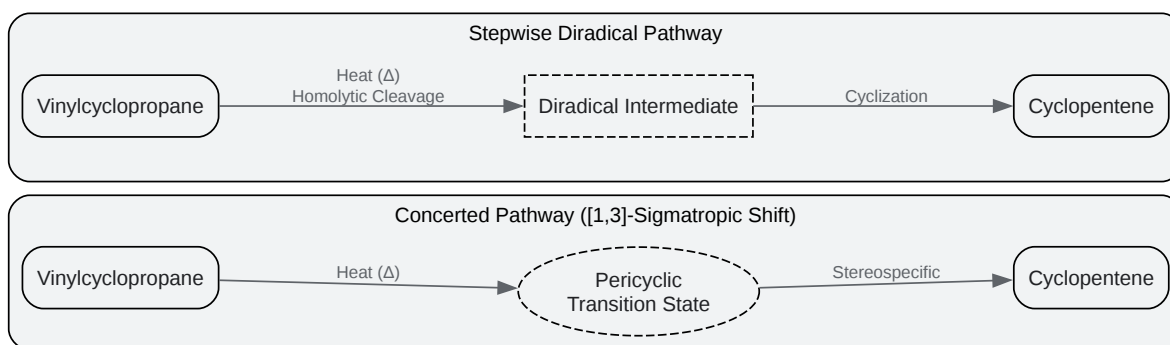 Stepwise Diradical Pathway
Vinylcyclopropane
Heat (Δ)
Homolytic Cleavage
Diradical Intermediate
Cyclization
Cyclopentene
Concerted Pathway ([1,3]-Sigmatropic Shift)
Vinylcyclopropane
Heat (Δ)
Pericyclic
Transition State
Stereospecific
Cyclopentene